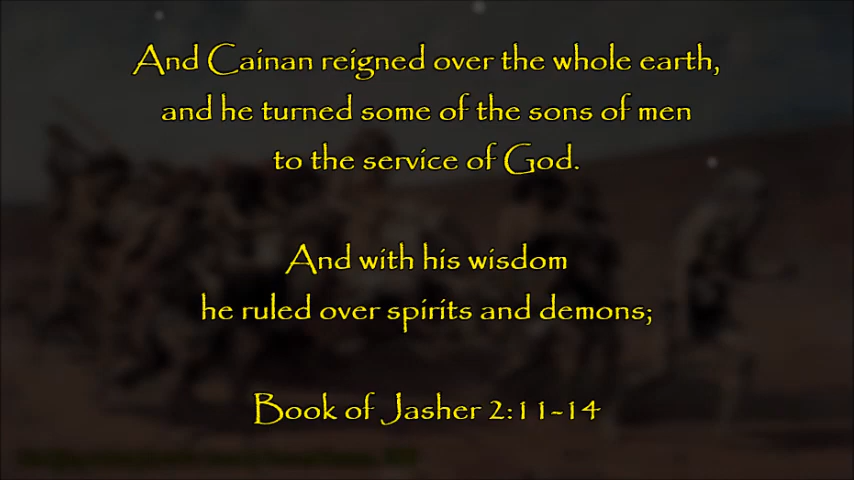 And Cainan reigned over the whole earth,
and he turned some of the sons of men
to the service of God.
And with his wisdom
he ruled over spirits and demons;
Book of Jasher 2:11-14